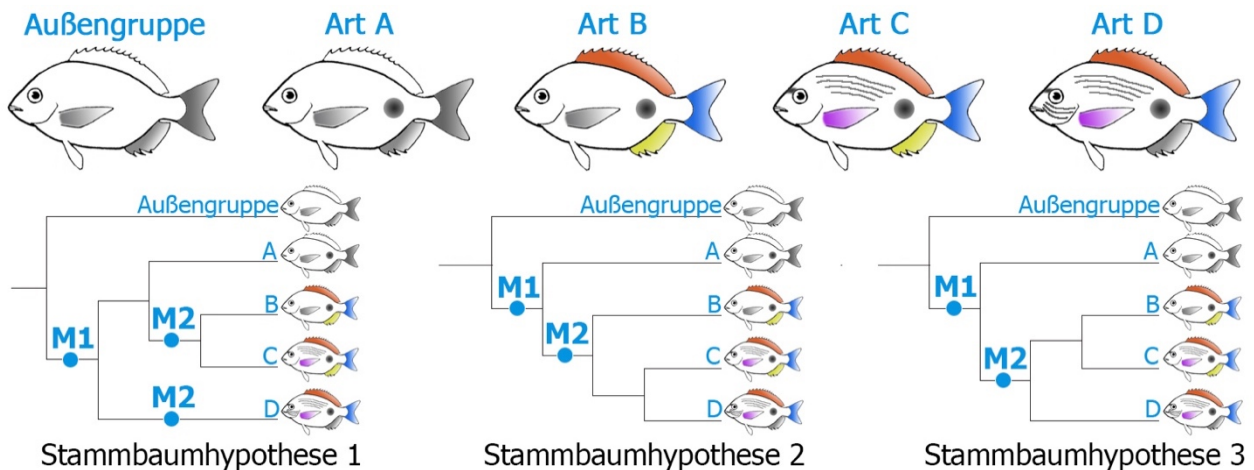 Außengruppe
Art A
Art B
Art C
Art D
Außengruppe
A
B
C
D
M1
M2
M2
Stammbaumhypothese 1
Außengruppe
A
B
C
D
M1
M2
Stammbaumhypothese 2
Außengruppe
A
B
C
D
M1
M2
Stammbaumhypothese 3